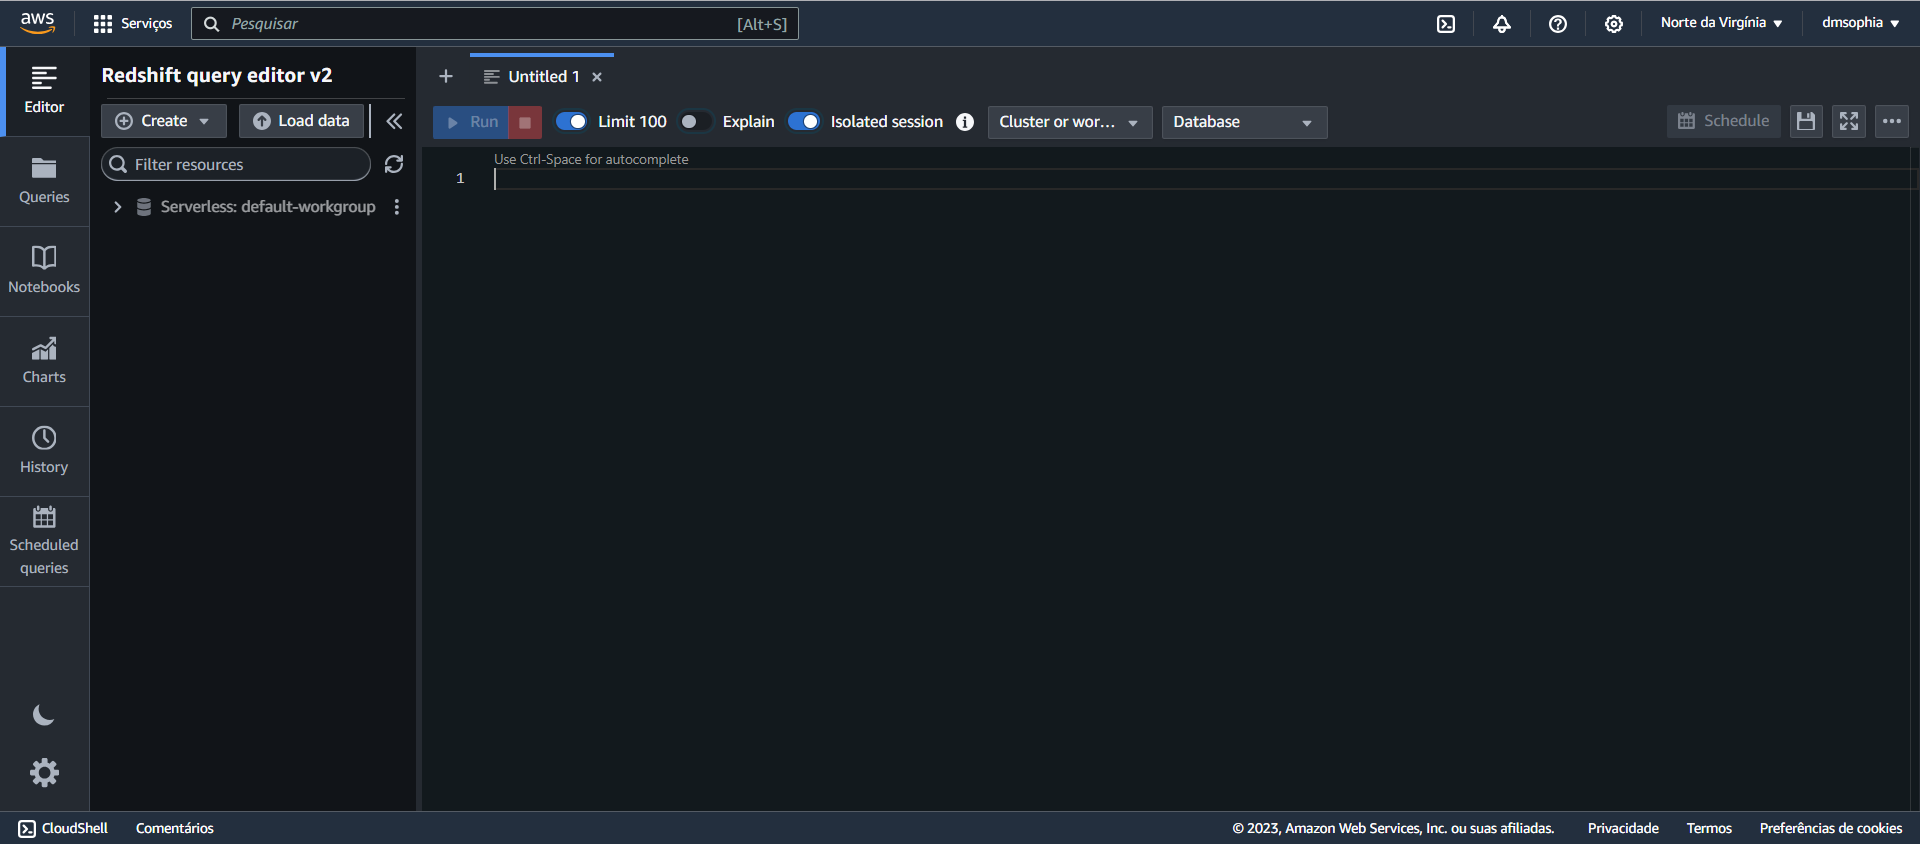 aws
Serviços
Pesquisar
[Alt+S]
Norte da Virgínia
dmsophia
Editor
Queries
Notebooks
Charts
History
Scheduled
queries
Redshift query editor v2
Create
Load data
Filter resources
Serverless: default-workgroup
Untitled 1
Run
Limit 100
Explain
Isolated session
Cluster or wor...
Database
Schedule
Use Ctrl-Space for autocomplete
1
CloudShell
Comentários
© 2023, Amazon Web Services, Inc. ou suas afiliadas.
Privacidade
Termos
Preferências de cookies